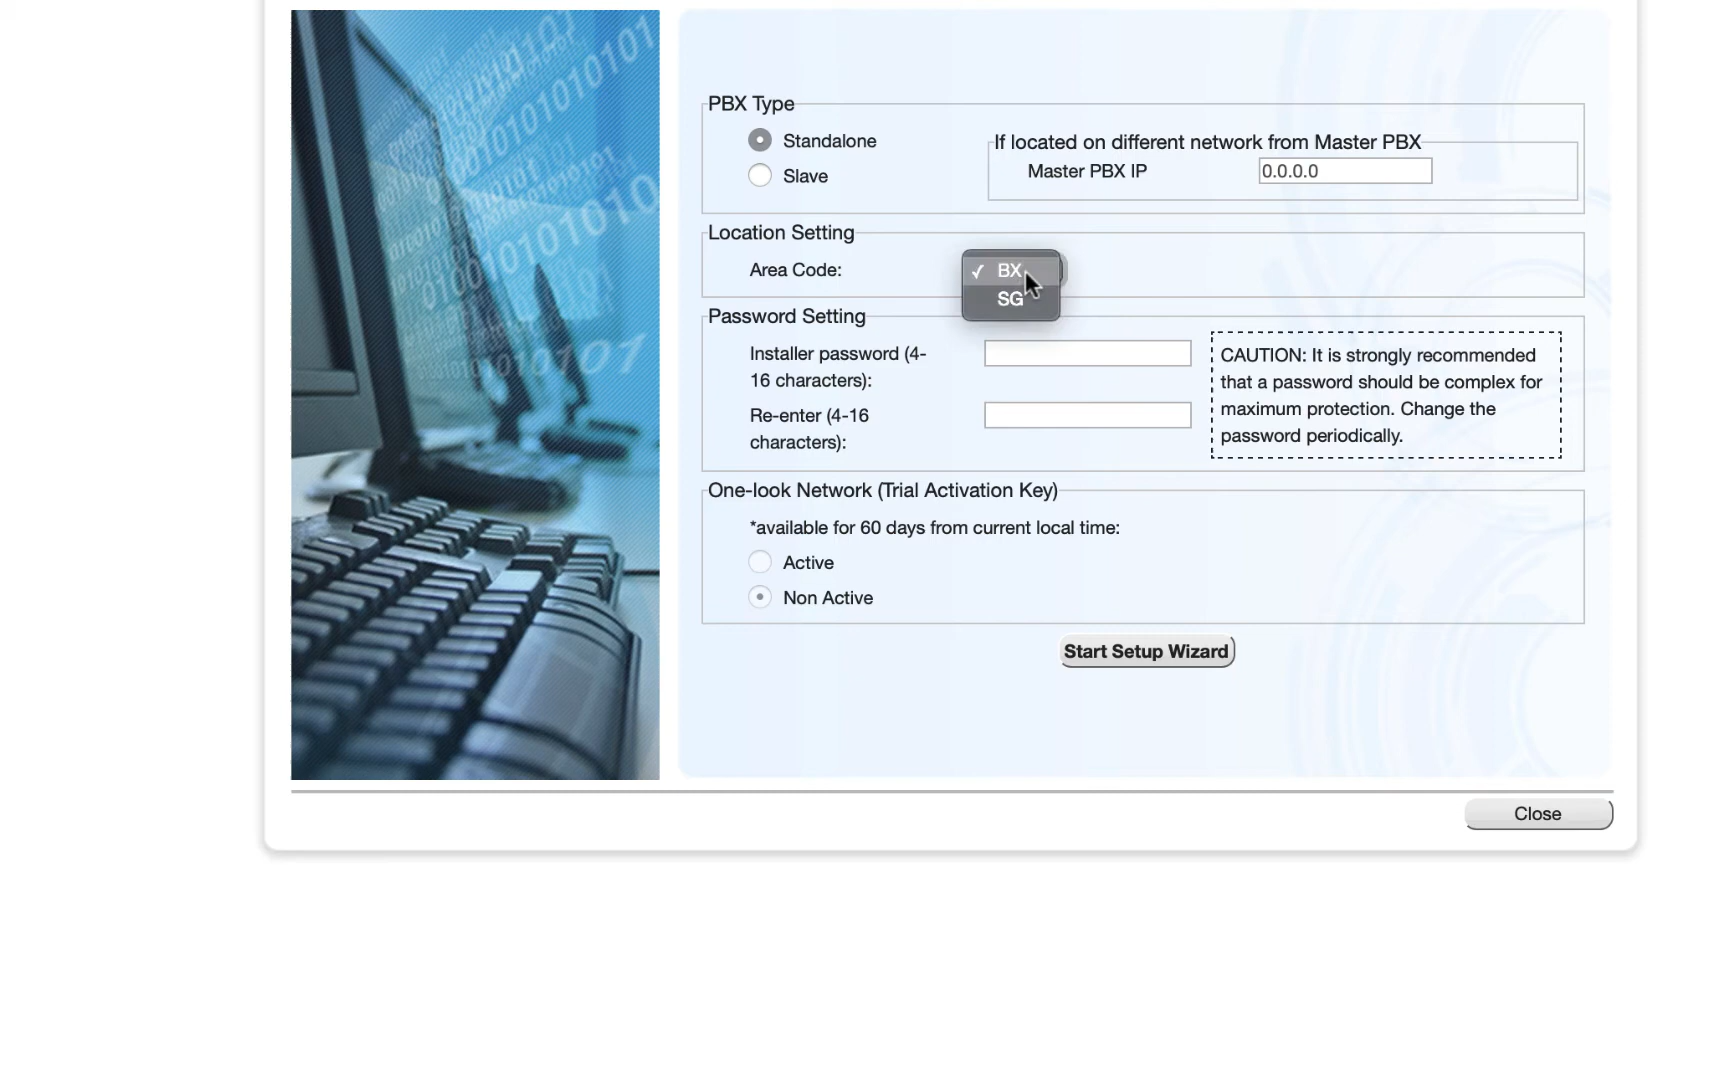 PBX Type
Standalone
If located on different network from Master PBX
Master PBX IP
0.0.0.0
Slave
Location Setting
Area Code:
✓ BX
SG
Password Setting
Installer password (4-
16 characters):
Re-enter (4-16
characters):
CAUTION: It is strongly recommended
that a password should be complex for
maximum protection. Change the
password periodically.
One-look Network (Trial Activation Key)
*available for 60 days from current local time:
Active
Non Active
Start Setup Wizard
Close